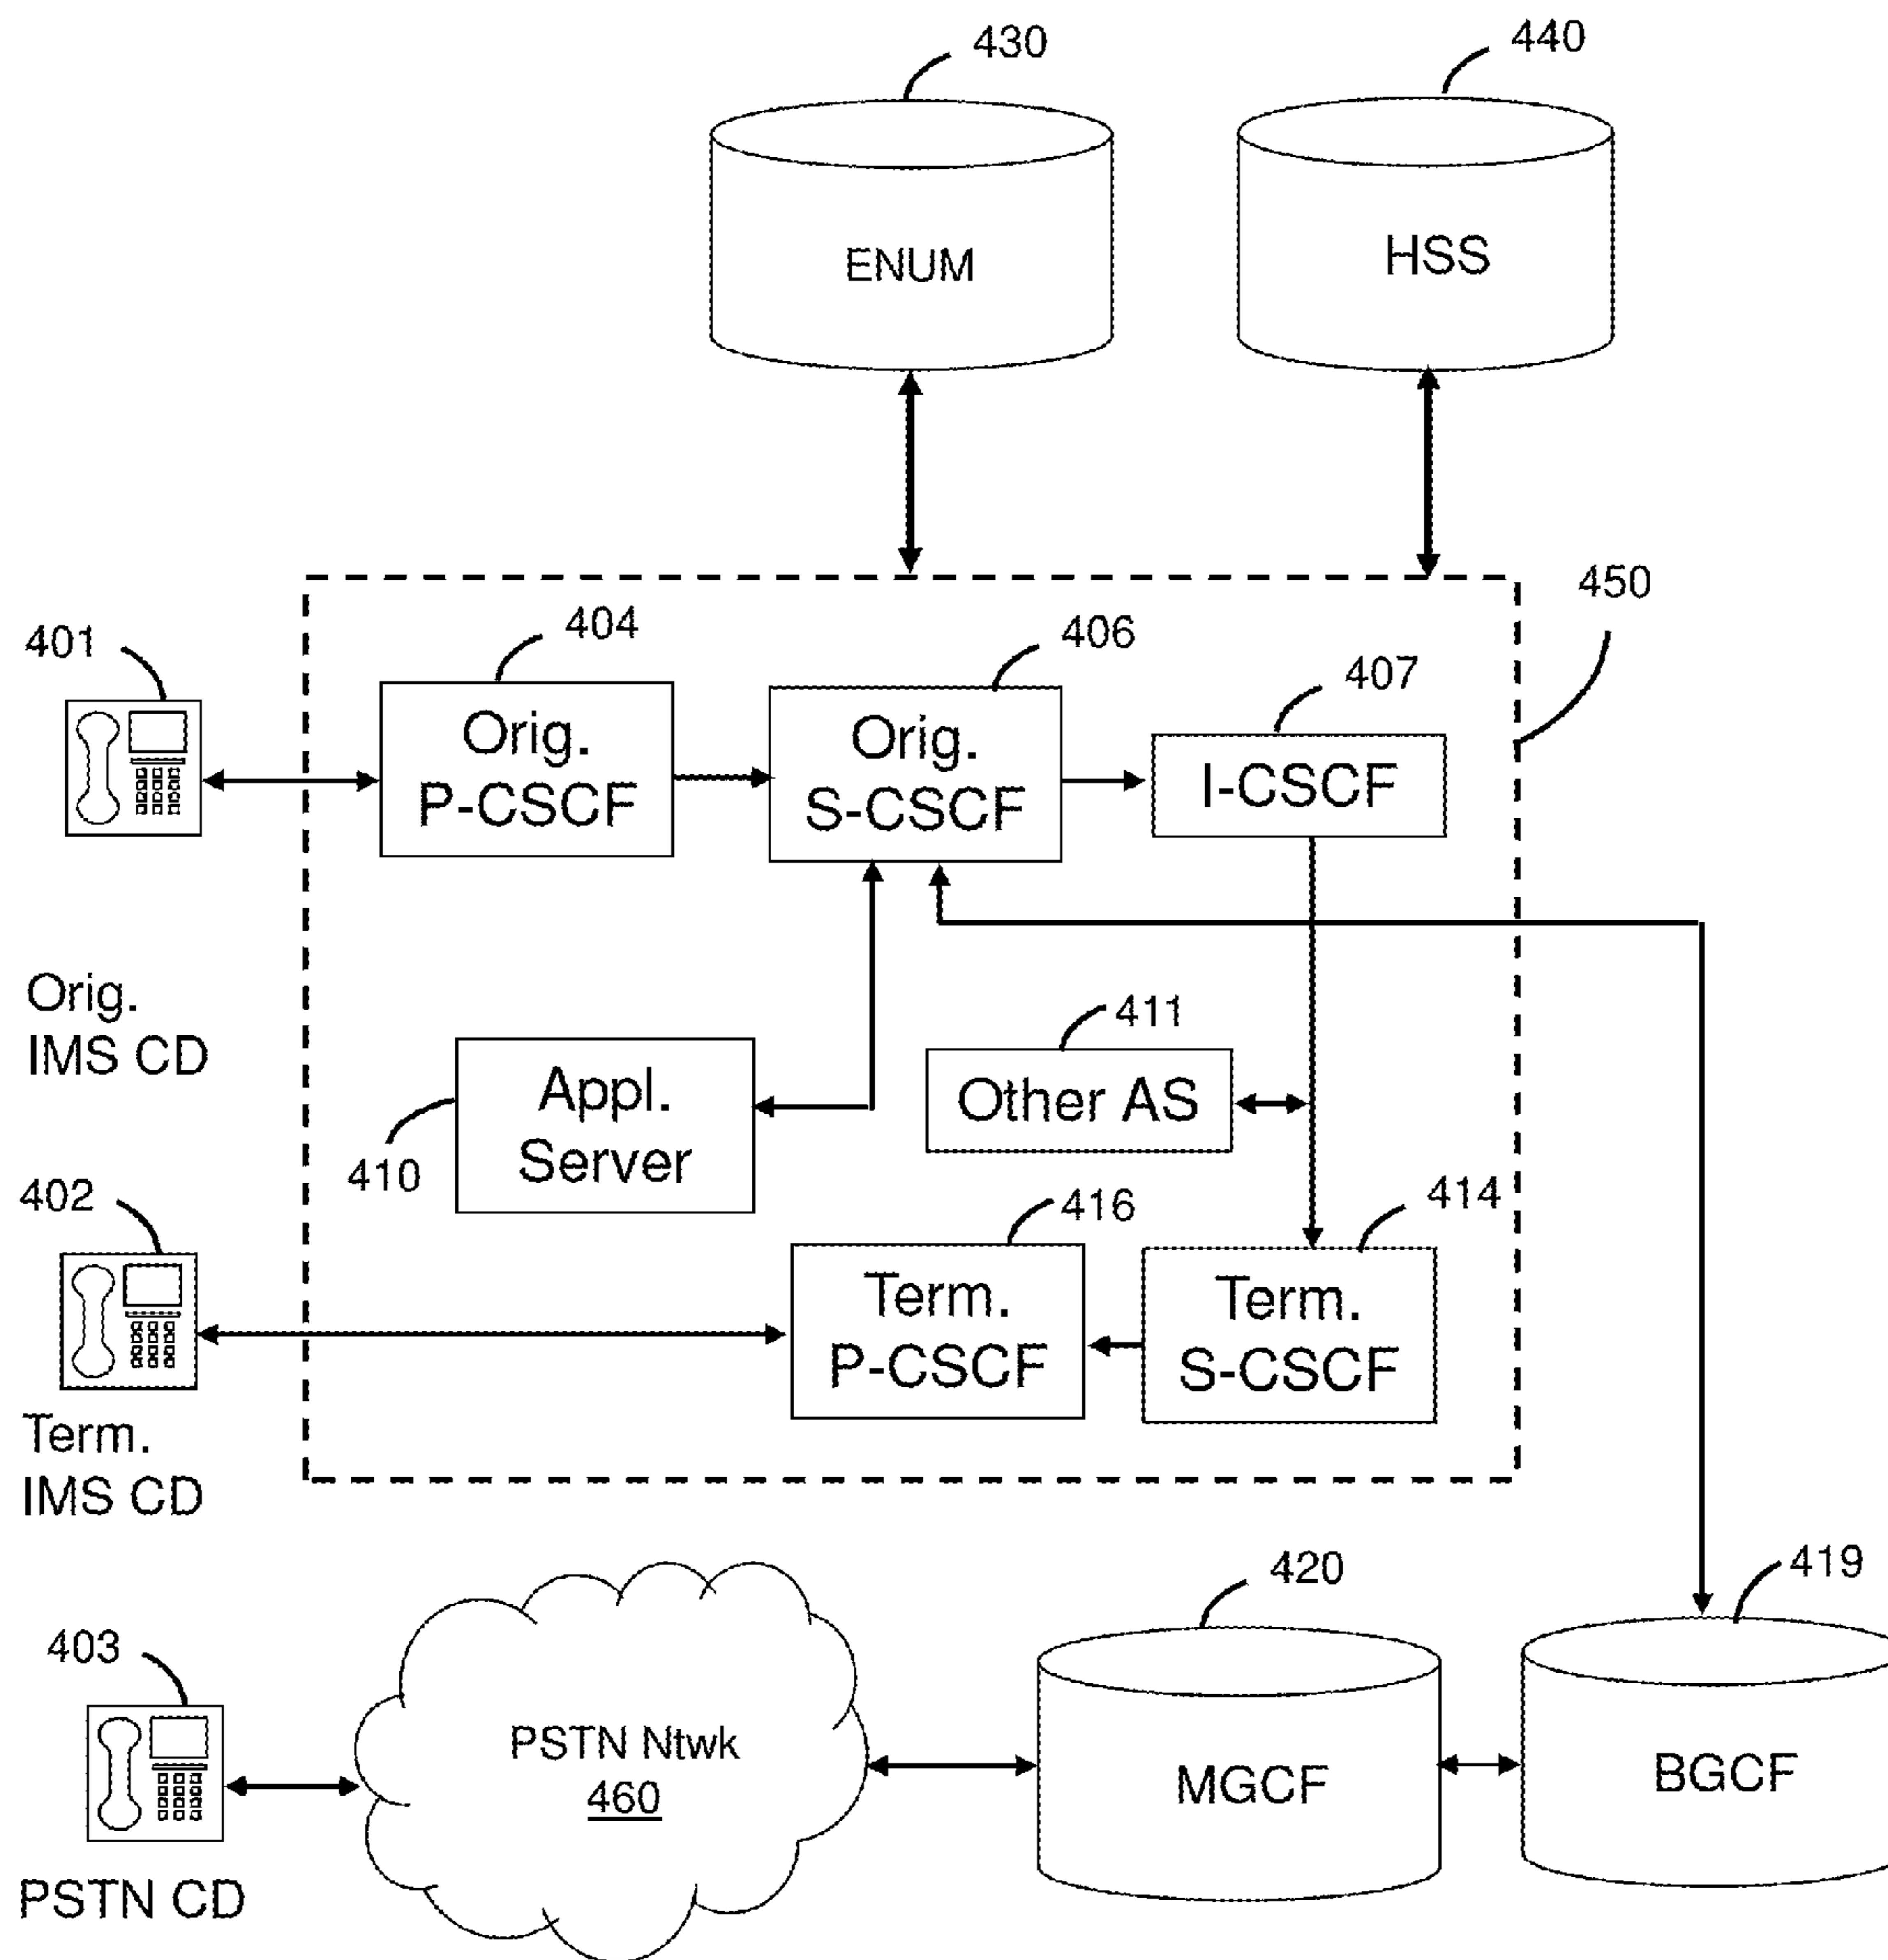 430
440
ENUM
HSS
450
401
404
406
407
Orig.
P-CSCF
Orig.
S-CSCF
I-CSCF
Orig.
IMS CD
411
Other AS
Appl.
Server
410
402
416
414
Term.
P-CSCF
Term.
S-CSCF
Term.
IMS CD
420
419
403
PSTN Ntwk
460
MGCF
BGCF
PSTN CD